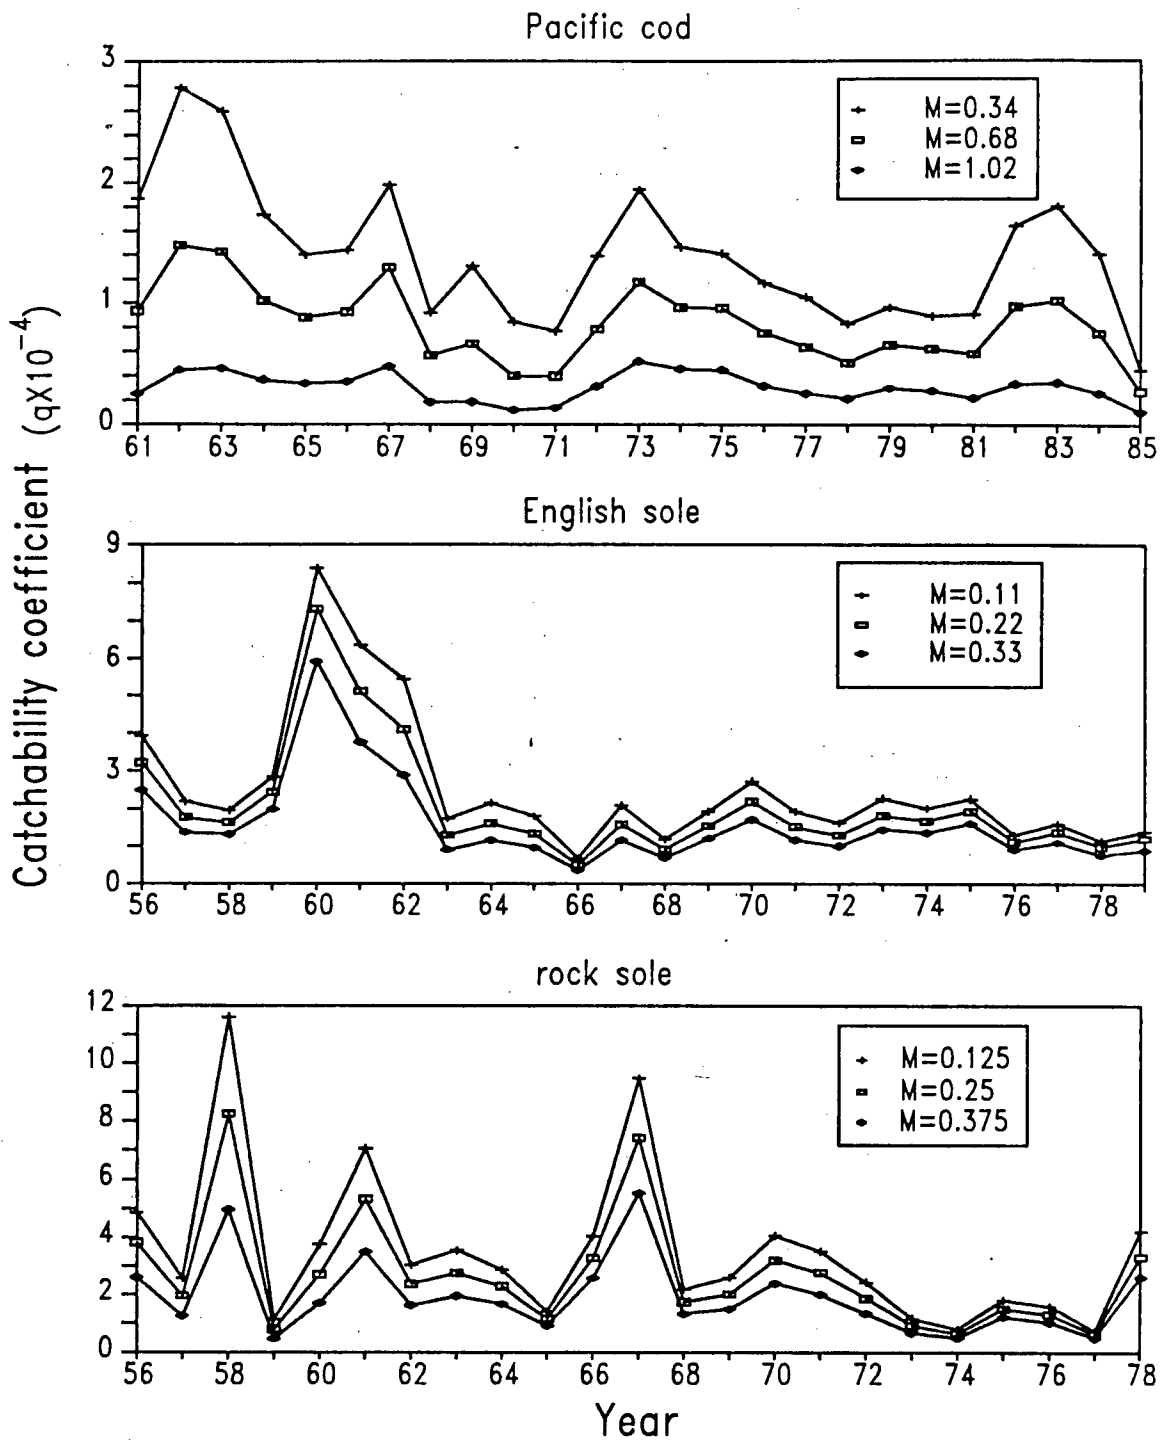 Pacific cod
3
2
1
0
M=0.34
M=0.68
M=1.02
61 63 65 67 69 71 73 75 77 79 81 83 85
Catchability coefficient (qX10⁻⁴)
English sole
9
6
3
0
M=0.11
M=0.22
M=0.33
56 58 60 62 64 66 68 70 72 74 76 78
rock sole
12
10
8
6
4
2
0
M=0.125
M=0.25
M=0.375
56 58 60 62 64 66 68 70 72 74 76 78
Year